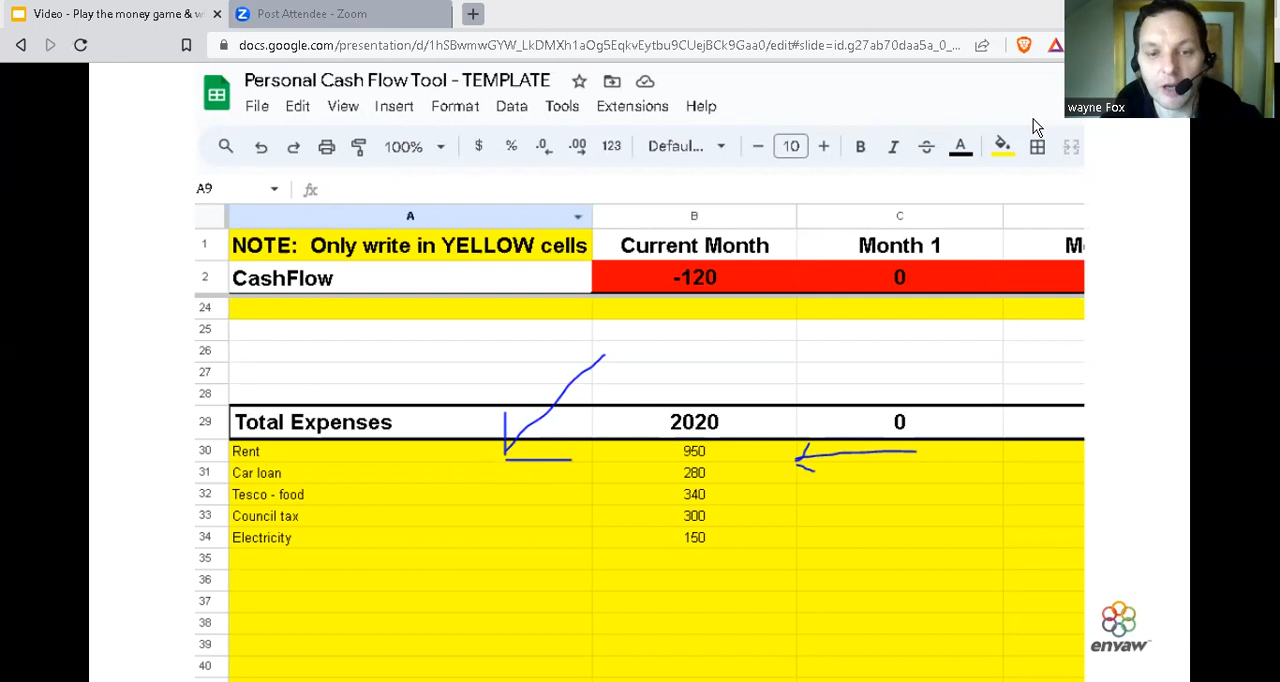 Video - Play the money game & w
Post Attendee - Zoom
docs.google.com/presentation/d/1hSBwmwGYW_LkDMXh1aOg5EqkvEytbu9CUejBCk9Gaa0/edit#slide=id.g27ab70daa5a_0_...
wayne Fox
Personal Cash Flow Tool - TEMPLATE
File Edit View Insert Format Data Tools Extensions Help
100% $ % .0 .00 123 Defaul... 10 B I A
A9 fx
A B C
1 NOTE: Only write in YELLOW cells Current Month Month 1
2 CashFlow -120 0
24
25
26
27
28
29 Total Expenses 2020 0
30 Rent 950
31 Car loan 280
32 Tesco - food 340
33 Council tax 300
34 Electricity 150
35
36
37
38
39
40
enyaw